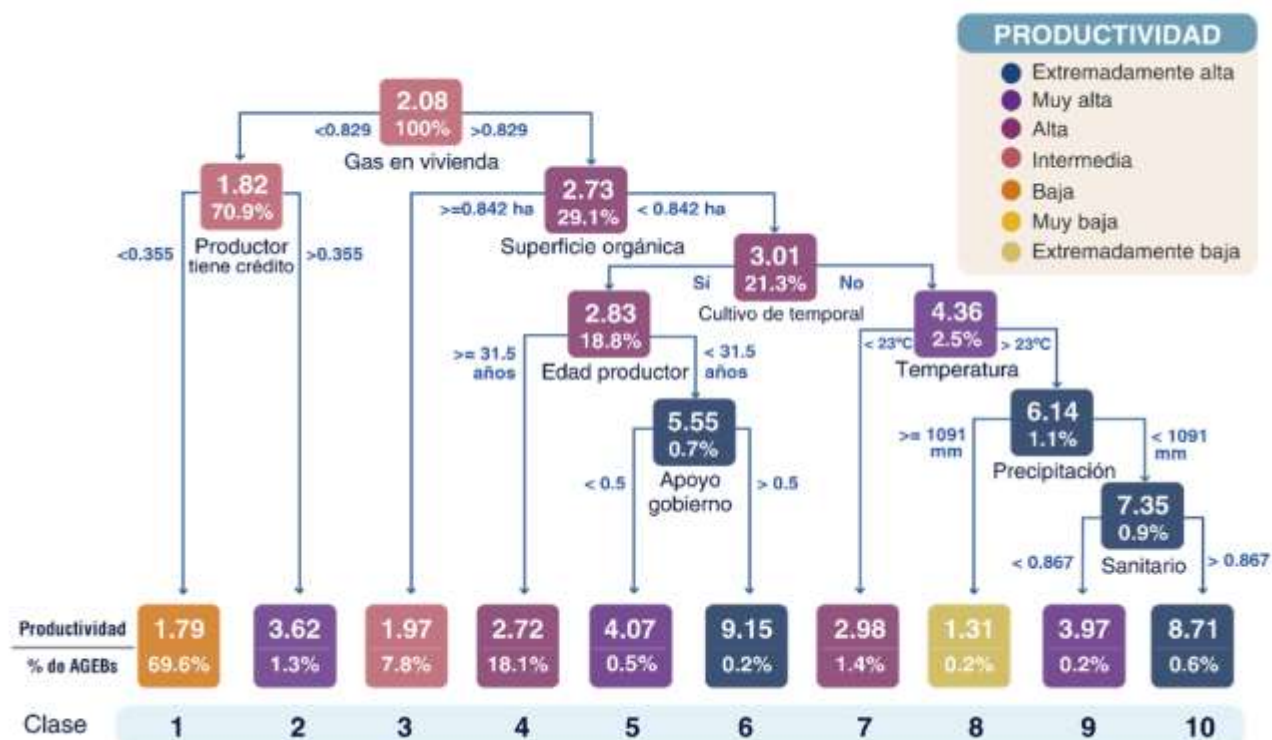 PRODUCTIVIDAD
Extremadamente alta
Muy alta
Alta
Intermedia
Baja
Muy baja
Extremadamente baja
2.08
100%
<0.829
>0.829
Gas en vivienda
1.82
70.9%
<0.355
Productor
tiene crédito
>0.355
2.73
29.1%
>=0.842 ha
< 0.842 ha
Superficie orgánica
3.01
21.3%
Sí
No
Cultivo de temporal
2.83
18.8%
>= 31.5
años
< 31.5
años
Edad productor
4.36
2.5%
< 23ºC
> 23ºC
Temperatura
5.55
0.7%
< 0.5
> 0.5
Apoyo
gobierno
6.14
1.1%
>= 1091
mm
< 1091
mm
Precipitación
7.35
0.9%
< 0.867
> 0.867
Sanitario
Productividad 1.79 3.62 1.97 2.72 4.07 9.15 2.98 1.31 3.97 8.71
% de AGEBs 69.6% 1.3% 7.8% 18.1% 0.5% 0.2% 1.4% 0.2% 0.2% 0.6%
Clase 1 2 3 4 5 6 7 8 9 10